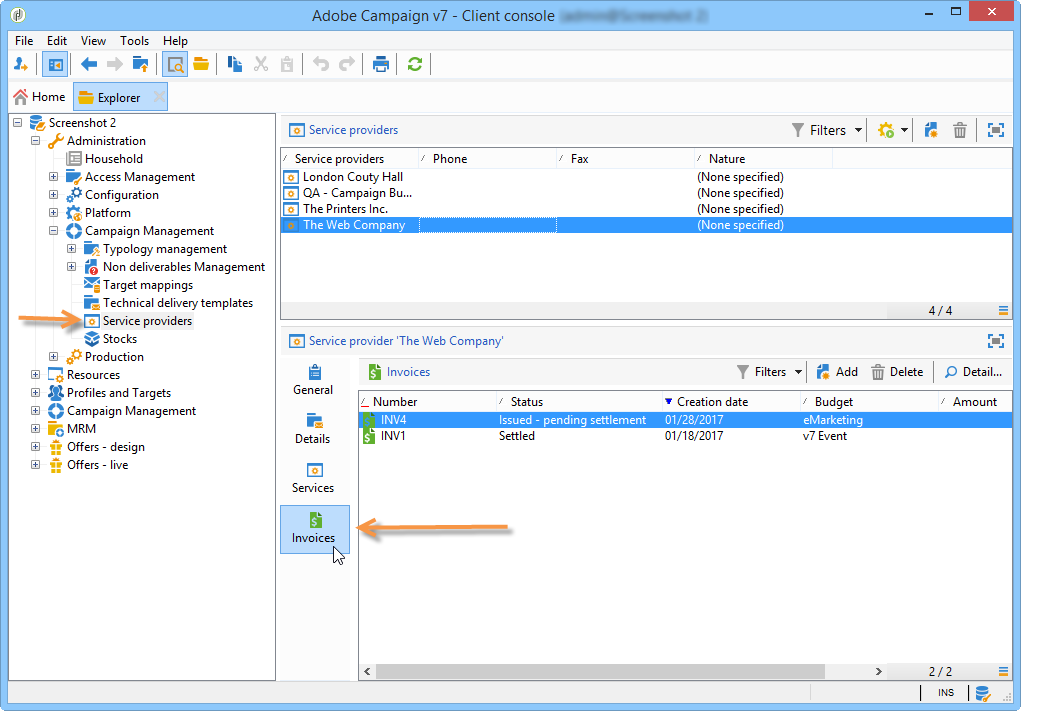 Adobe Campaign v7 - Client console
File Edit View Tools Help
Home Explorer
Screenshot 2
Administration
Household
Access Management
Configuration
Platform
Campaign Management
Typology management
Non deliverables Management
Target mappings
Technical delivery templates
Service providers
Stocks
Production
Resources
Profiles and Targets
Campaign Management
MRM
Offers - design
Offers - live
Service providers Filters
Service providers Phone Fax Nature
London Couty Hall (None specified)
QA - Campaign Bu... (None specified)
The Printers Inc. (None specified)
The Web Company (None specified)
4 / 4
Service provider 'The Web Company'
General
Details
Services
Invoices
Invoices Filters Add Delete Detail...
Number Status Creation date Budget Amount
INV4 Issued - pending settlement 01/28/2017 eMarketing
INV1 Settled 01/18/2017 v7 Event
2 / 2
INS